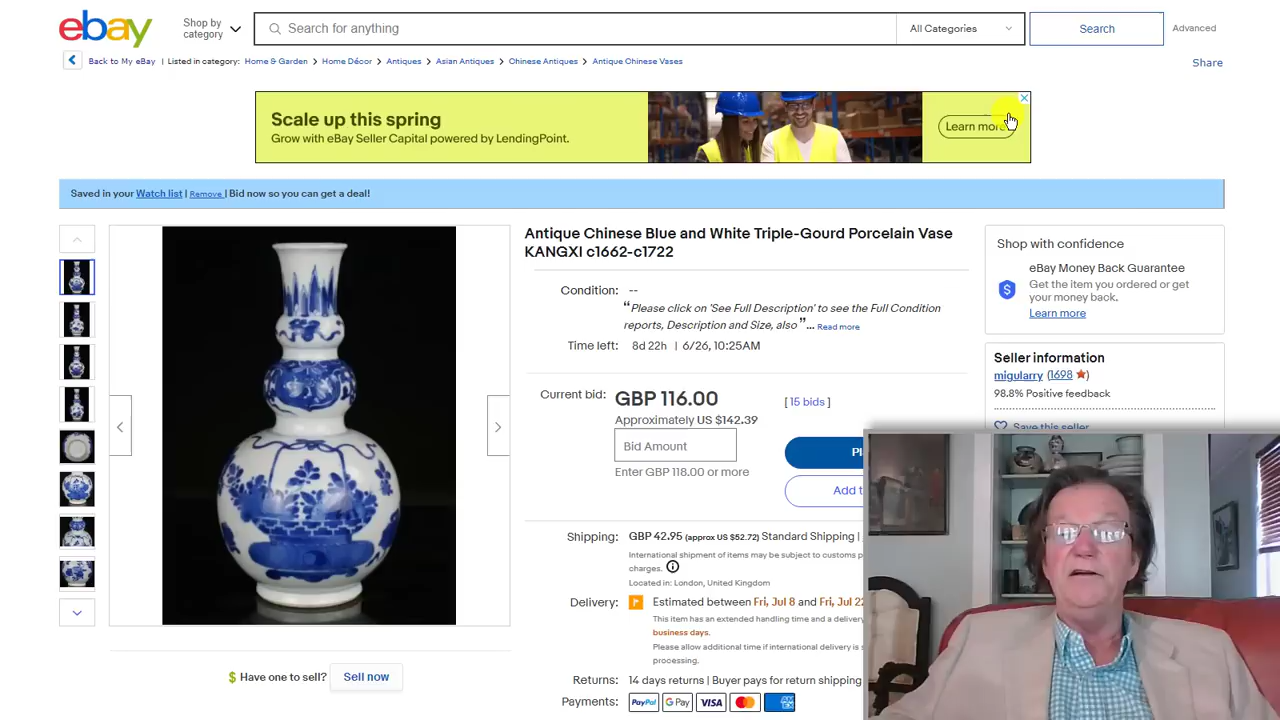 ebay
Shop by category
Search for anything
All Categories
Search
Advanced
Back to My eBay | Listed in category: Home & Garden > Home Décor > Antiques > Asian Antiques > Chinese Antiques > Antique Chinese Vases
Share
Scale up this spring
Grow with eBay Seller Capital powered by LendingPoint.
Learn more
Saved in your Watch list | Remove | Bid now so you can get a deal!
Antique Chinese Blue and White Triple-Gourd Porcelain Vase
KANGXI c1662-c1722
Condition: --
“Please click on 'See Full Description' to see the Full Condition
reports, Description and Size, also ”... Read more
Time left: 8d 22h | 6/26, 10:25AM
Current bid: GBP 116.00 [ 15 bids ]
Approximately US $142.39
Bid Amount
Enter GBP 118.00 or more
Add t
Shipping: GBP 42.95 (approx US $52.72) Standard Shipping |
International shipment of items may be subject to customs p
charges.
Located in: London, United Kingdom
Delivery: Estimated between Fri, Jul 8 and Fri, Jul 22
This item has an extended handling time and a delivery
business days.
Please allow additional time if international delivery is s
processing.
Returns: 14 days returns | Buyer pays for return shipping
Payments: PayPal G Pay VISA
Have one to sell? Sell now
Shop with confidence
eBay Money Back Guarantee
Get the item you ordered or get
your money back.
Learn more
Seller information
migularry (1698 ★)
98.8% Positive feedback
Save this seller